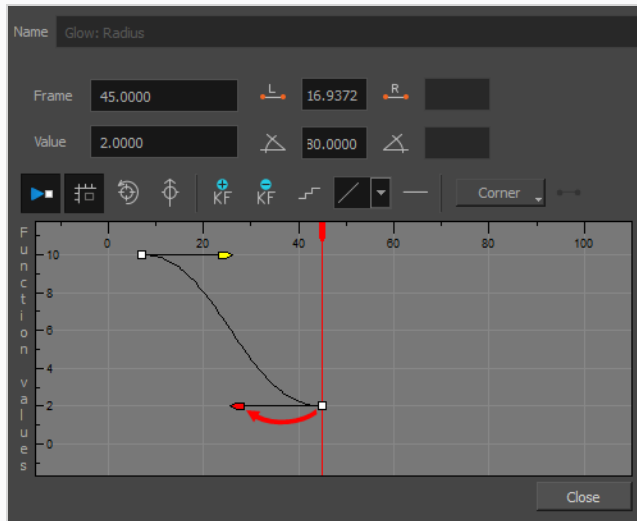 Name Glow: Radius
Frame 45.0000 L 16.9372 R
Value 2.0000 30.0000
KF KF Corner
0 20 40 60 80 100
10
8
6
4
2
0
Function values
Close